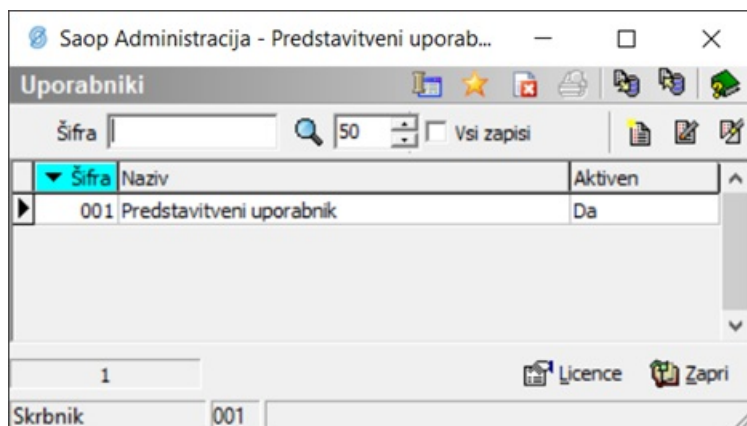 Saop Administracija - Predstavitveni uporab...
Uporabniki
Šifra 50 Vsi zapisi
Šifra Naziv Aktiven
001 Predstavitveni uporabnik Da
1 Licence Zapri
Skrbnik 001